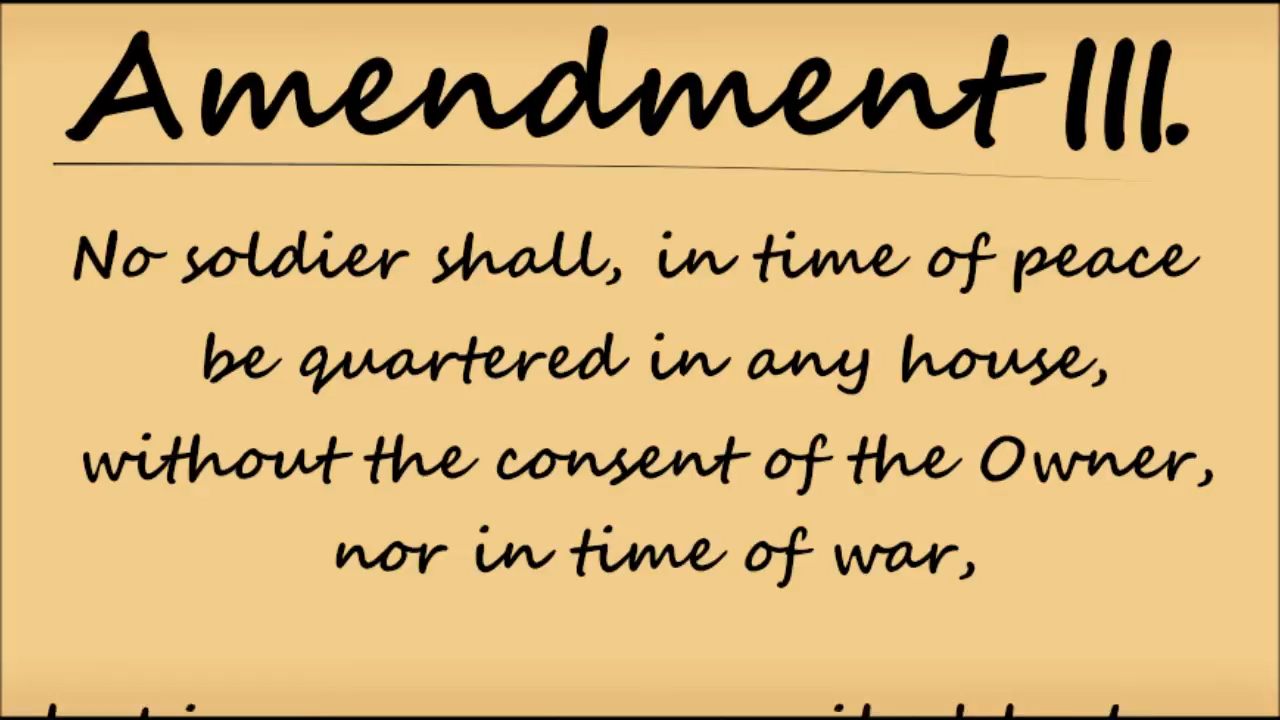 Amendment III.
No soldier shall, in time of peace
be quartered in any house,
without the consent of the Owner,
nor in time of war,